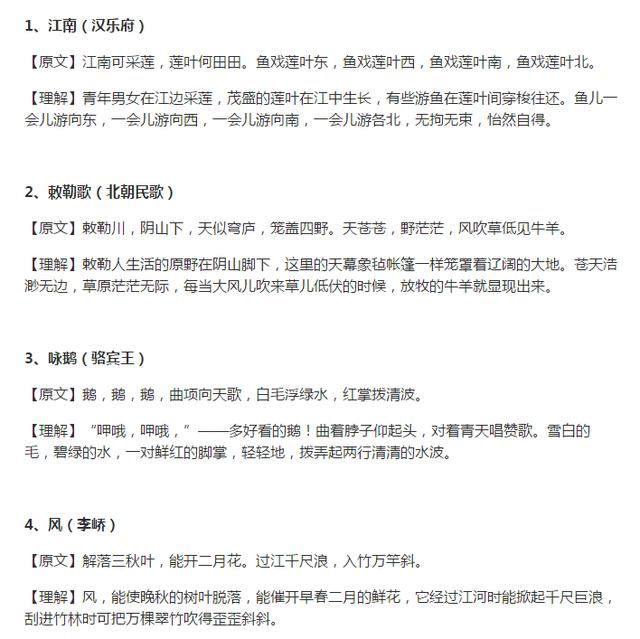 1、江南（汉乐府）
【原文】江南可采莲，莲叶何田田。鱼戏莲叶东，鱼戏莲叶西，鱼戏莲叶南，鱼戏莲叶北。
【理解】青年男女在江边采莲，茂盛的莲叶在江中生长，有些游鱼在莲叶间穿梭往还。鱼儿一
会儿游向东，一会儿游向西，一会儿游向南，一会儿游各北，无拘无束，怡然自得。
2、敕勒歌（北朝民歌）
【原文】敕勒川，阴山下，天似穹庐，笼盖四野。天苍苍，野茫茫，风吹草低见牛羊。
【理解】敕勒人生活的原野在阴山脚下，这里的天幕象毡帐篷一样笼罩着辽阔的大地。苍天浩
渺无边，草原茫茫无际，每当大风儿吹来草儿低伏的时候，放牧的牛羊就显现出来。
3、咏鹅（骆宾王）
【原文】鹅，鹅，鹅，曲项向天歌，白毛浮绿水，红掌拨清波。
【理解】“呷哦，呷哦，”——多好看的鹅！曲着脖子仰起头，对着青天唱赞歌。雪白的
毛，碧绿的水，一对鲜红的脚掌，轻轻地，拨弄起两行清清的水波。
4、风（李峤）
【原文】解落三秋叶，能开二月花。过江千尺浪，入竹万竿斜。
【理解】风，能使晚秋的树叶脱落，能催开早春二月的鲜花，它经过江河时能掀起千尺巨浪，
刮进竹林时可把万棵翠竹吹得歪歪斜斜。